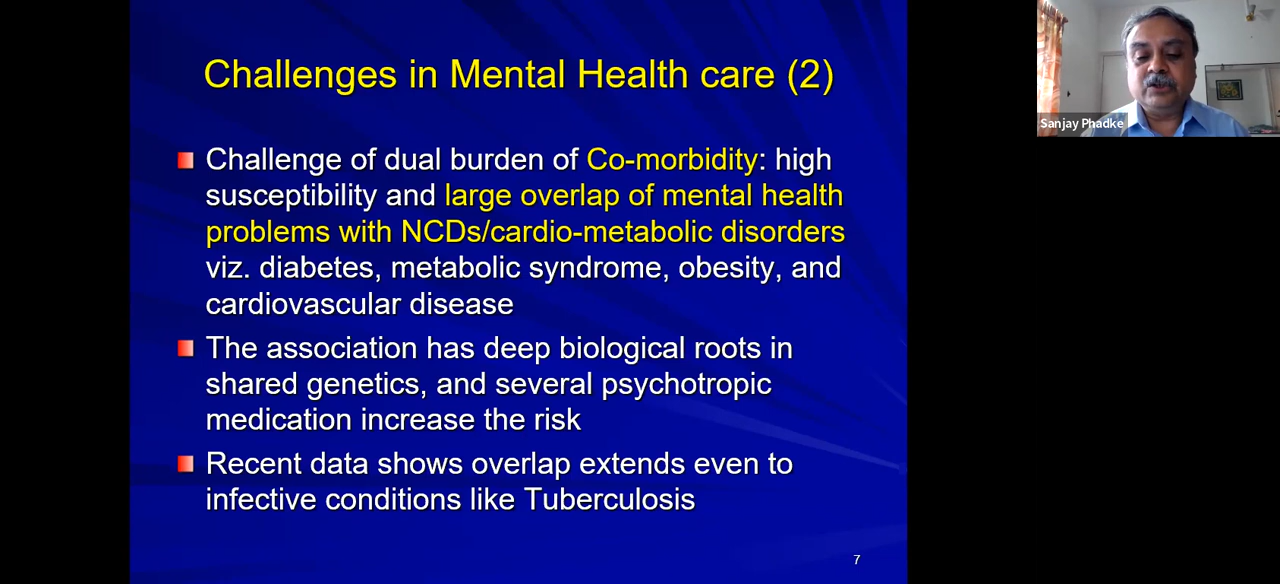 Challenges in Mental Health care (2)
Challenge of dual burden of Co-morbidity: high
susceptibility and large overlap of mental health
problems with NCDs/cardio-metabolic disorders
viz. diabetes, metabolic syndrome, obesity, and
cardiovascular disease
The association has deep biological roots in
shared genetics, and several psychotropic
medication increase the risk
Recent data shows overlap extends even to
infective conditions like Tuberculosis
7
Sanjay Phadke